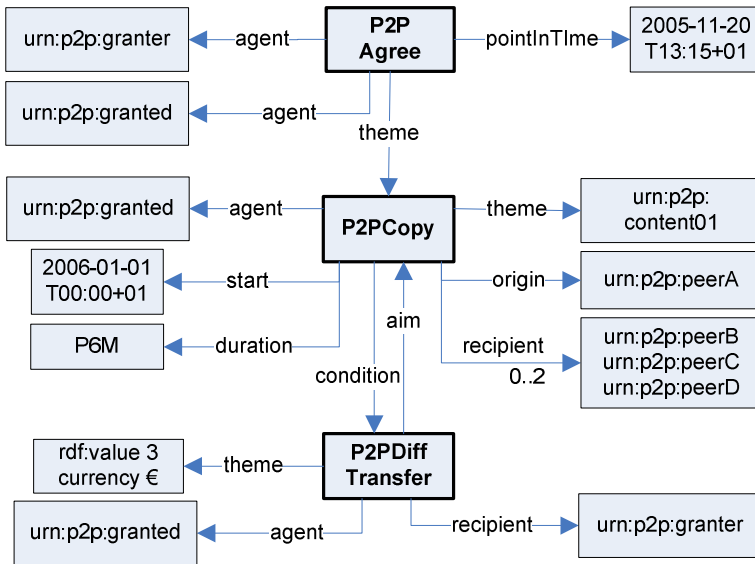 urn:p2p:granter
agent
P2P
Agree
pointInTIme
2005-11-20
T13:15+01
urn:p2p:granted
agent
theme
urn:p2p:granted
agent
P2PCopy
theme
urn:p2p:
content01
2006-01-01
T00:00+01
start
origin
urn:p2p:peerA
P6M
duration
aim
recipient
0..2
urn:p2p:peerB
urn:p2p:peerC
urn:p2p:peerD
condition
rdf:value 3
currency €
theme
P2PDiff
Transfer
urn:p2p:granted
agent
recipient
urn:p2p:granter